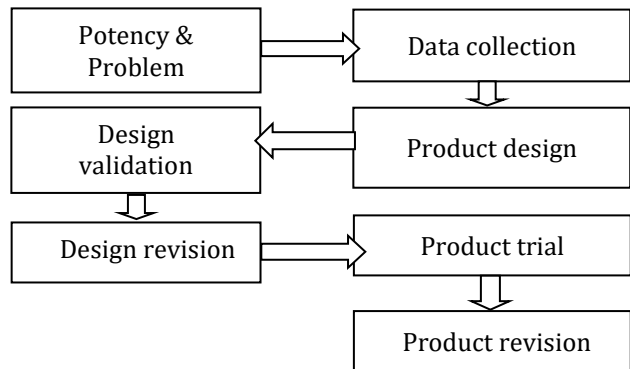 Potency &
Problem
Data collection
Design
validation
Product design
Design revision
Product trial
Product revision